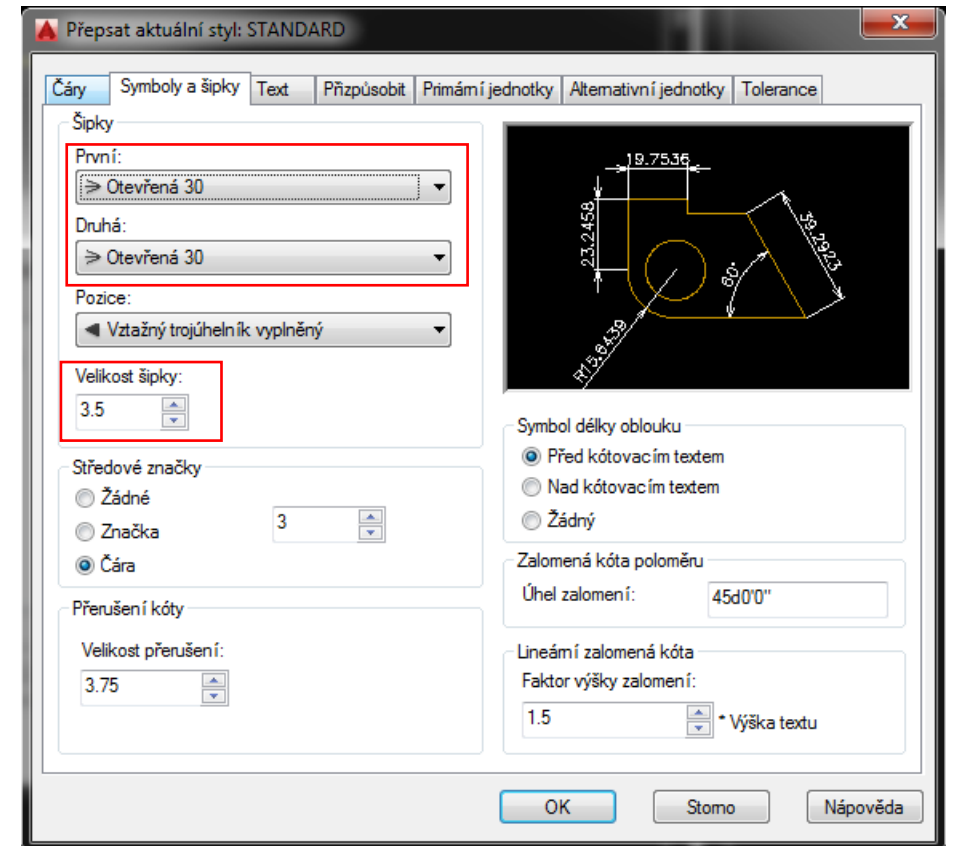 Přepsat aktuální styl: STANDARD
Čáry
Symboly a šipky
Text
Přizpůsobit
Primární jednotky
Alternativní jednotky
Tolerance
Šipky
První:
Otevřená 30
Druhá:
Otevřená 30
Pozice:
Vztažný trojúhelník vyplněný
Velikost šipky:
3.5
Středové značky
Žádné
Značka
Čára
3
Přerušení kóty
Velikost přerušení:
3.75
19.7536
23.2458
39.2923
60°
R15.8439
Symbol délky oblouku
Před kótovacím textem
Nad kótovacím textem
Žádný
Zalomená kóta poloměru
Úhel zalomení:
45d0'0"
Lineární zalomená kóta
Faktor výšky zalomení:
1.5
* Výška textu
OK
Storno
Nápověda